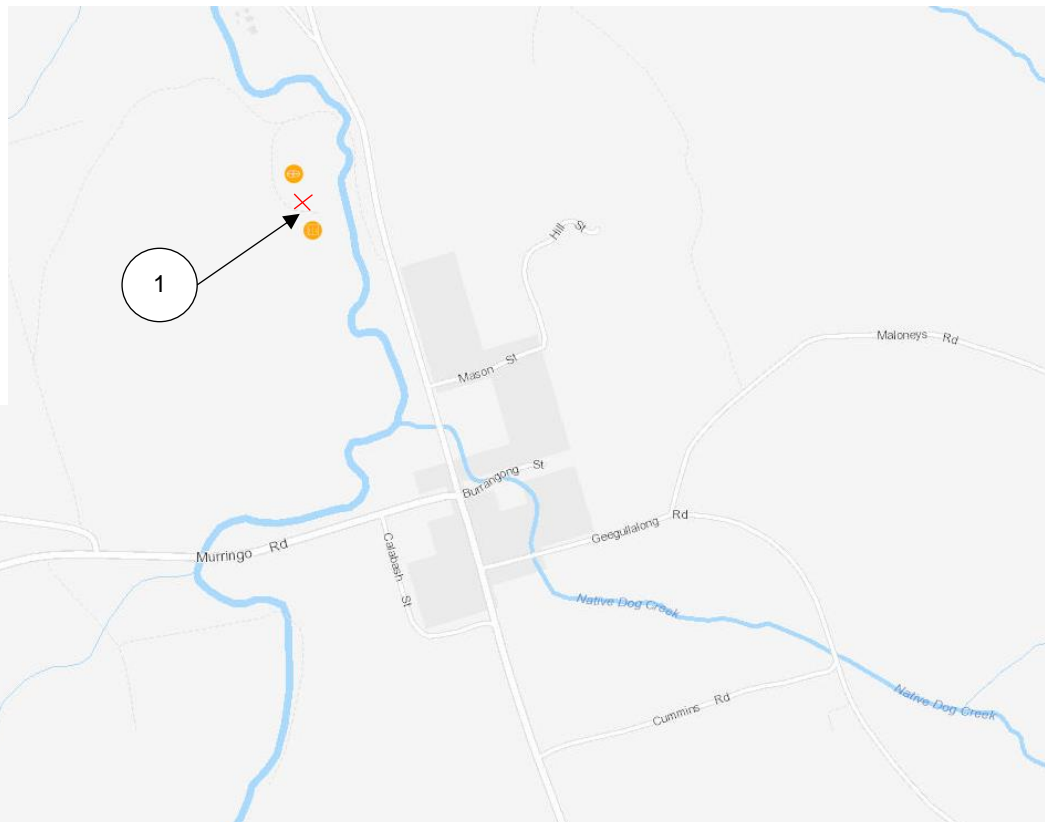 1
Hill St
Maloneys Rd
Mason St
Burrangong St
Geegullalong Rd
Murringo Rd
Calabash St
Native Dog Creek
Native Dog Creek
Cummins Rd